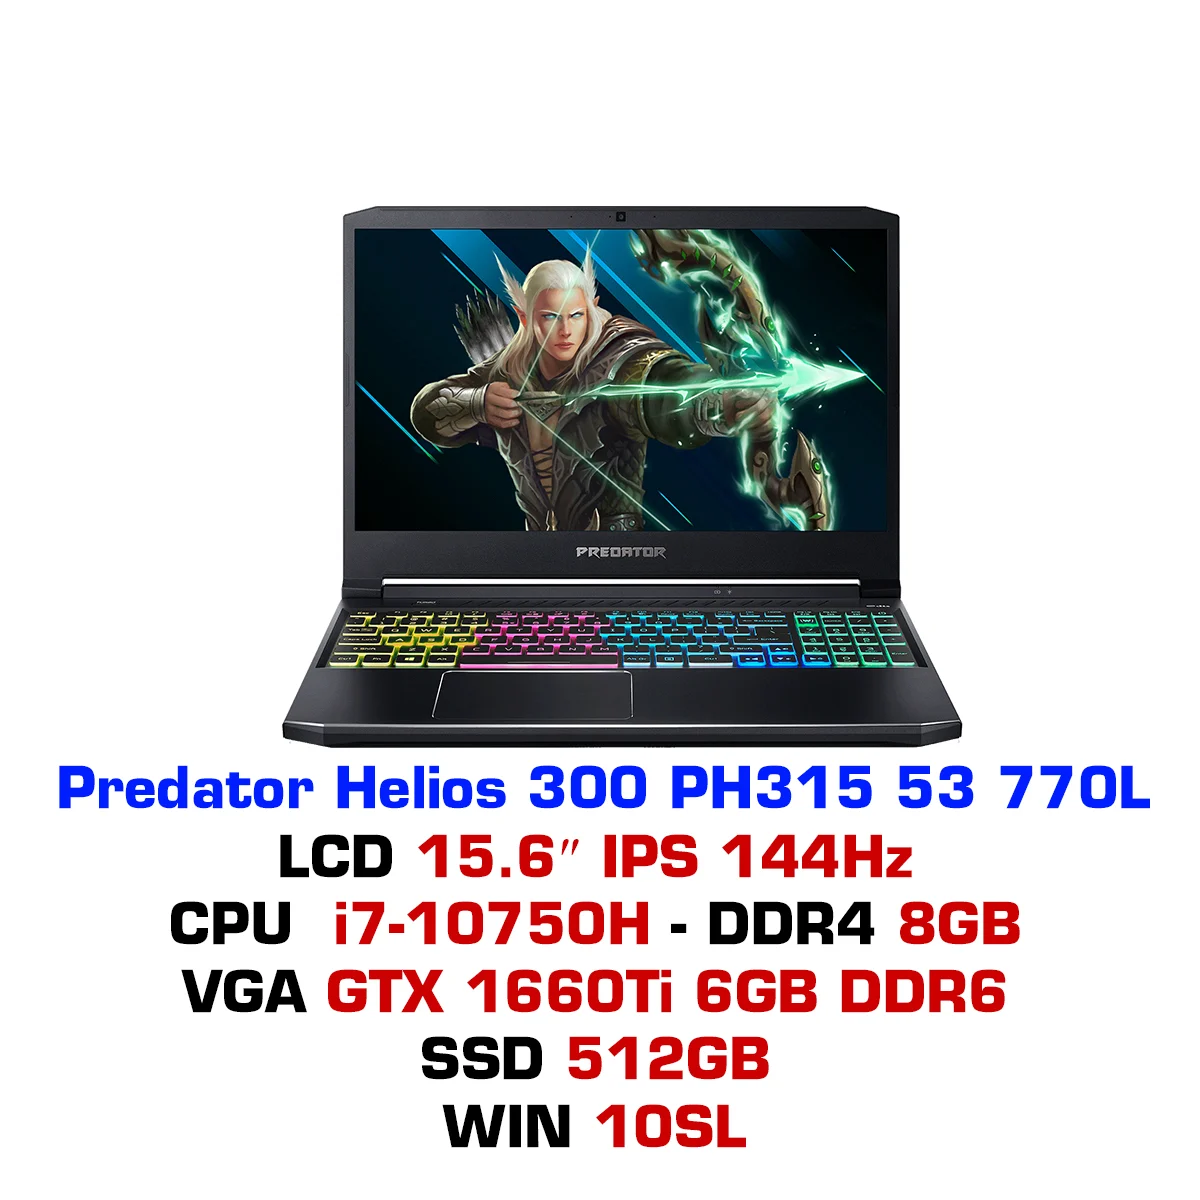 PREDATOR
Predator Helios 300 PH315 53 770L
LCD 15.6" IPS 144Hz
CPU i7-10750H - DDR4 8GB
VGA GTX 1660Ti 6GB DDR6
SSD 512GB
WIN 10SL